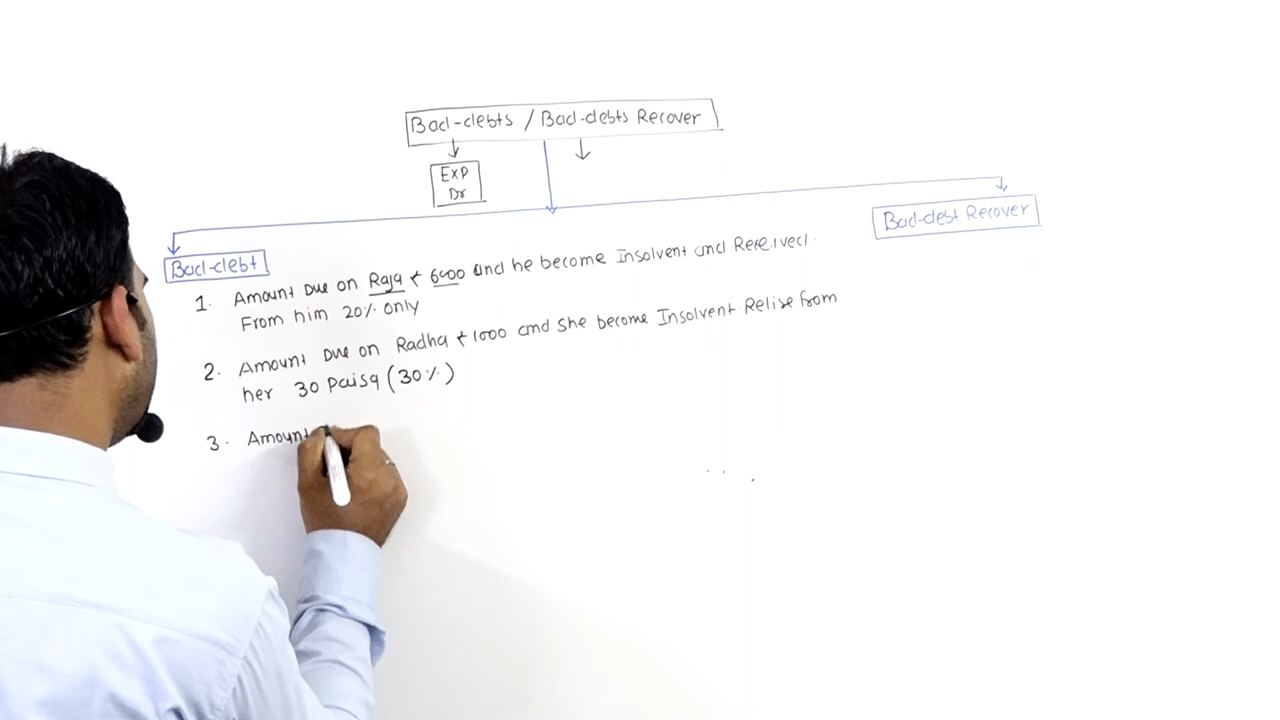 Bad-debts / Bad-debts Recover
Exp
Dr
Bad-debt Recover
Bad-debt
1. Amount Due on Raja ₹ 6000 and he become Insolvent and Received
From him 20% only
2. Amount Due on Radha ₹ 1000 and She become Insolvent Relise from
her 30 Paisa (30%)
3. Amount